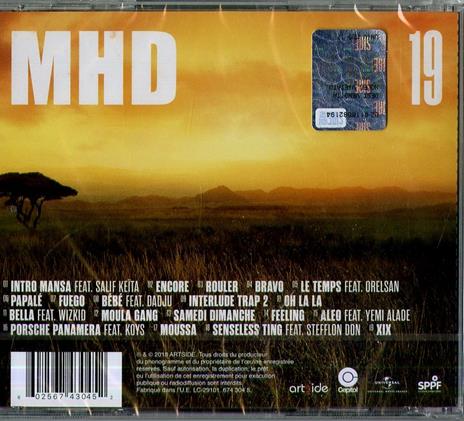 MHD 19
01 INTRO MANSA FEAT. SALIF KEÏTA 02 ENCORE 03 ROULER 04 BRAVO 05 LE TEMPS FEAT. ORELSAN
06 PAPALÉ 07 FUEGO 08 BÉBÉ FEAT. DADJU 09 INTERLUDE TRAP 2 10 OH LA LA
11 BELLA FEAT. WIZKID 12 MOULA GANG 13 SAMEDI DIMANCHE 14 FEELING 15 ALEO FEAT. YEMI ALADE
16 PORSCHE PANAMERA FEAT. KOYS 17 MOUSSA 18 SENSELESS TING FEAT. STEFFLON DON 19 XIX
℗ & © 2018 ARTSIDE. Tous droits du producteur
du phonogramme et du propriétaire de l'œuvre enregistrée
réservés. Sauf autorisation, la duplication, le prêt
ou l'utilisation de cet enregistrement pour exécution
publique ou radiodiffusion sont interdits.
Fabriqué dans l'U.E. LC-29101. 674 304 5.
6 02567 43045 2
artside Capitol UNIVERSAL SPPF